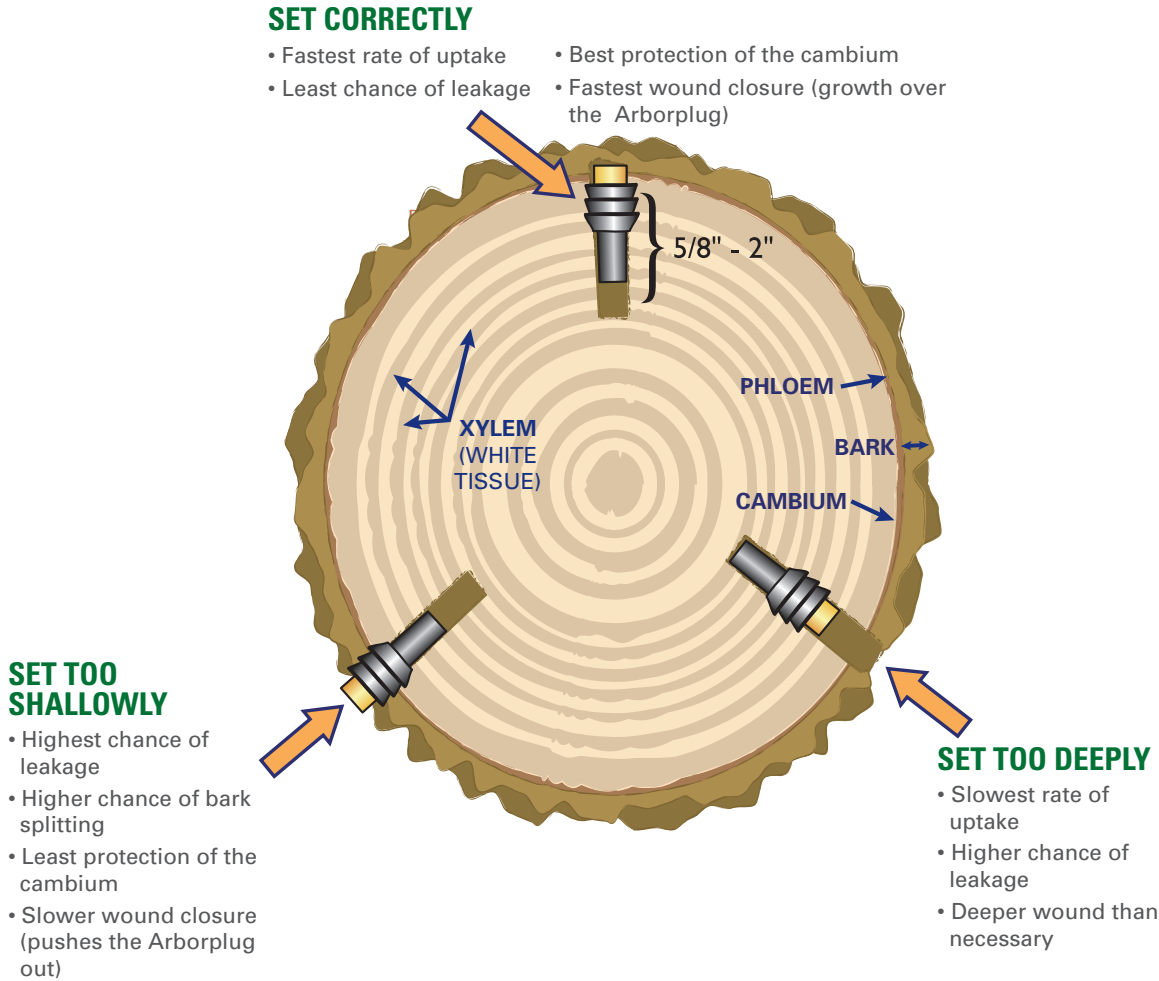 SET CORRECTLY
• Fastest rate of uptake
• Least chance of leakage
• Best protection of the cambium
• Fastest wound closure (growth over
the Arborplug)
5/8" - 2"
PHLOEM
BARK
CAMBIUM
XYLEM
(WHITE
TISSUE)
SET TOO
SHALLOWLY
• Highest chance of
leakage
• Higher chance of bark
splitting
• Least protection of the
cambium
• Slower wound closure
(pushes the Arborplug
out)
SET TOO DEEPLY
• Slowest rate of
uptake
• Higher chance of
leakage
• Deeper wound than
necessary